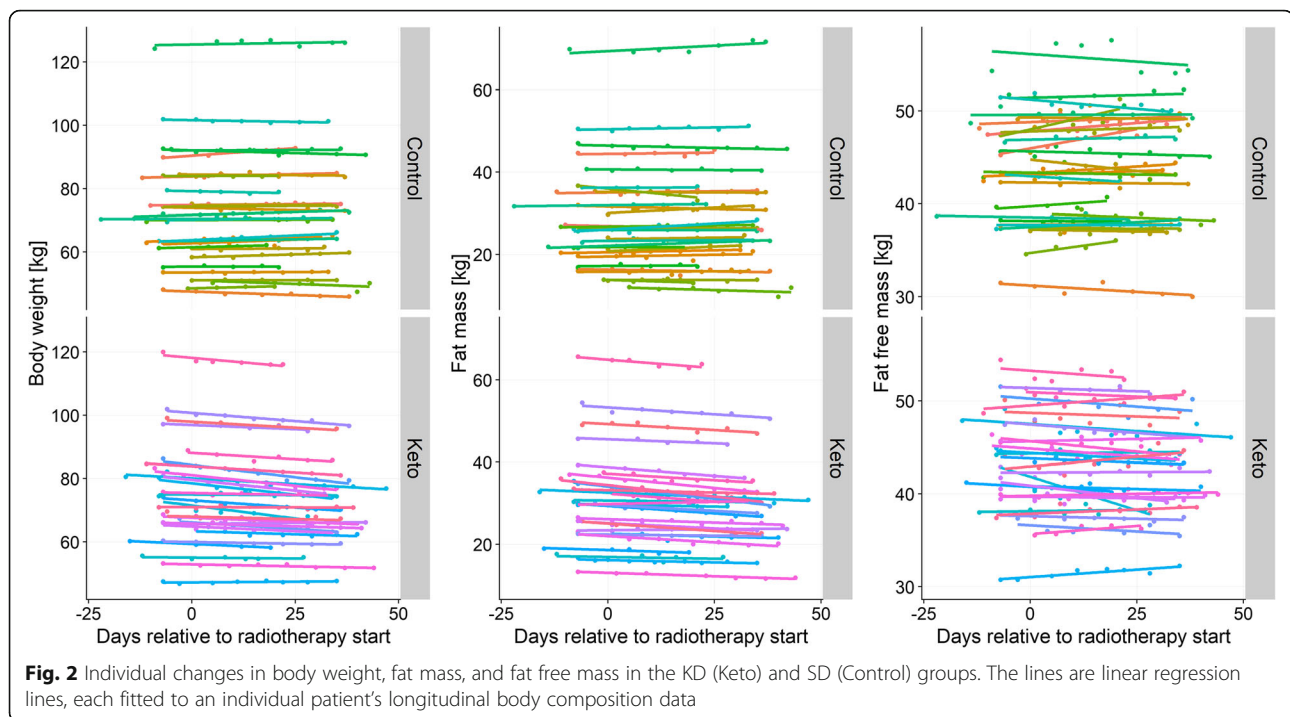 Body weight [kg]
120
100
80
60
120
100
80
60
Control
Keto
-25
0
25
50
Days relative to radiotherapy start
Fat mass [kg]
60
40
20
60
40
20
Control
Keto
-25
0
25
50
Days relative to radiotherapy start
Fat free mass [kg]
50
40
30
50
40
30
Control
Keto
-25
0
25
50
Days relative to radiotherapy start
Fig. 2 Individual changes in body weight, fat mass, and fat free mass in the KD (Keto) and SD (Control) groups. The lines are linear regression
lines, each fitted to an individual patient's longitudinal body composition data